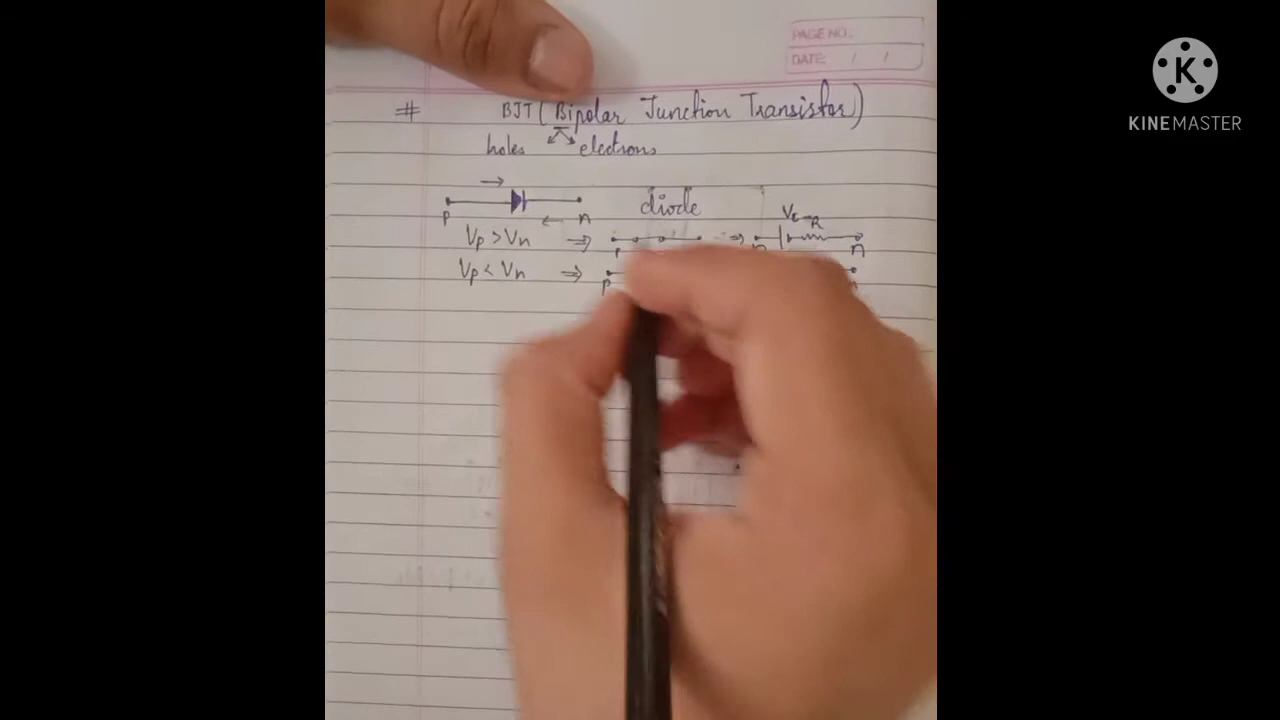 PAGE NO.
DATE: / /
K
KINEMASTER
# BJT (Bipolar Junction Transistor)
holes electrons
p n diode
Vp > Vn ⇒ p ⇒ n R n
Vp < Vn ⇒ p n